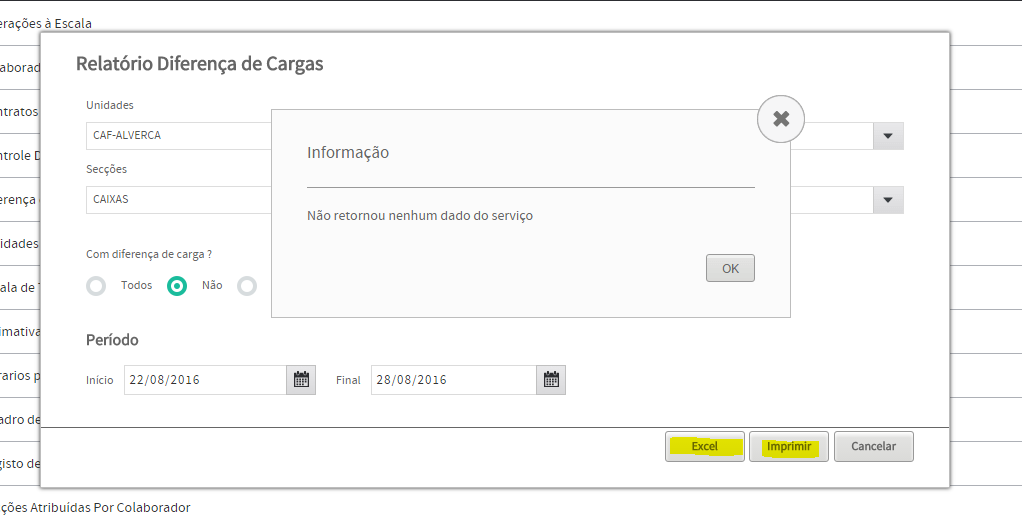 erações à Escala
Relatório Diferença de Cargas
Unidades
CAF-ALVERCA
Secções
CAIXAS
Informação
Não retornou nenhum dado do serviço
OK
Com diferença de carga ?
Todos
Não
Período
Início
22/08/2016
Final
28/08/2016
Excel
Imprimir
Cancelar
aborad
ntratos
ntrole D
erença
idades
ala de
imativa
rarios p
adro de
gisto de
ções Atribuídas Por Colaborador